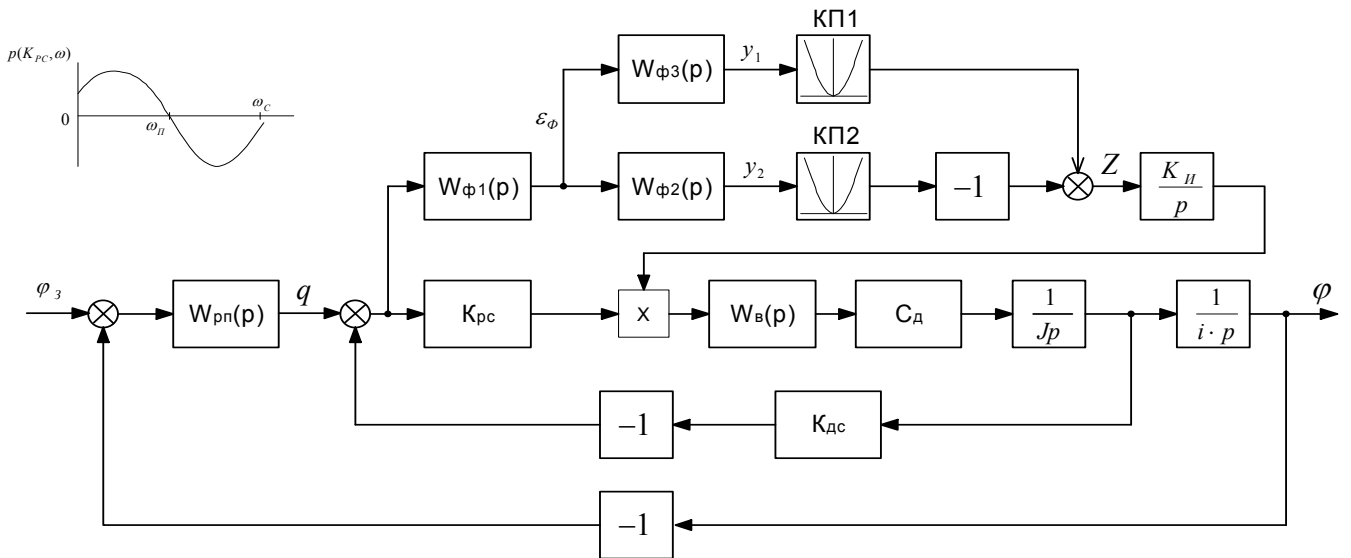 p(K_PC, ω)
0
ω_П
ω_C
КП1
W_ф3(p)
y_1
ε_Ф
КП2
W_ф1(p)
W_ф2(p)
y_2
−1
Z
K_И
p
φ_З
W_рп(p)
q
К_рс
X
W_в(p)
С_д
1
Jp
1
i · p
φ
−1
К_дс
−1